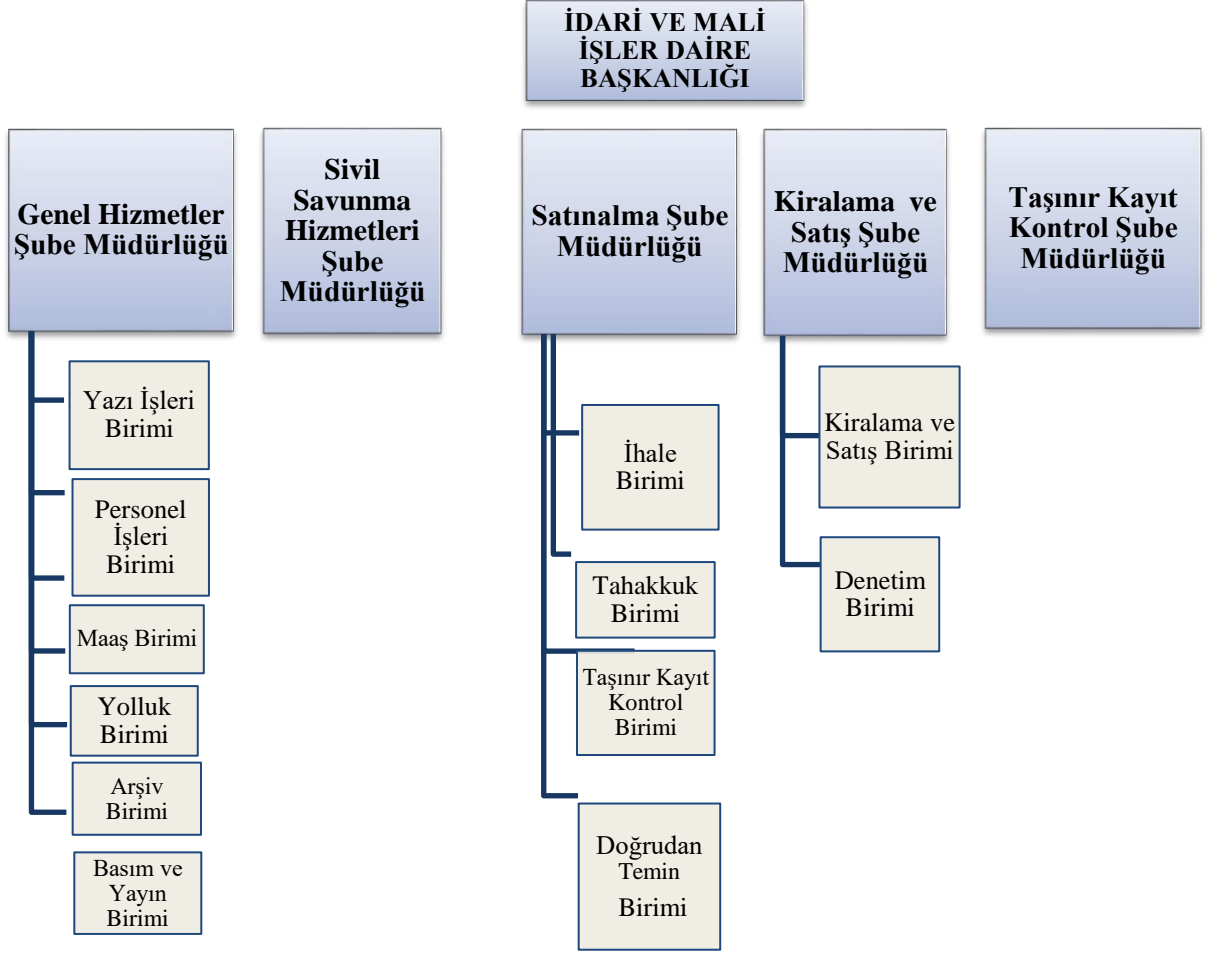 İDARİ VE MALİ
İŞLER DAİRE
BAŞKANLIĞI
Genel Hizmetler
Şube Müdürlüğü
Sivil
Savunma
Hizmetleri
Şube
Müdürlüğü
Satınalma Şube
Müdürlüğü
Kiralama ve
Satış Şube
Müdürlüğü
Taşınır Kayıt
Kontrol Şube
Müdürlüğü
Yazı İşleri
Birimi
Personel
İşleri
Birimi
Maaş Birimi
Yolluk
Birimi
Arşiv
Birimi
Basım ve
Yayın
Birimi
İhale
Birimi
Tahakkuk
Birimi
Taşınır Kayıt
Kontrol
Birimi
Doğrudan
Temin
Birimi
Kiralama ve
Satış Birimi
Denetim
Birimi